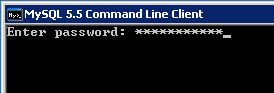 MySQL 5.5 Command Line Client
Enter password: ***********_